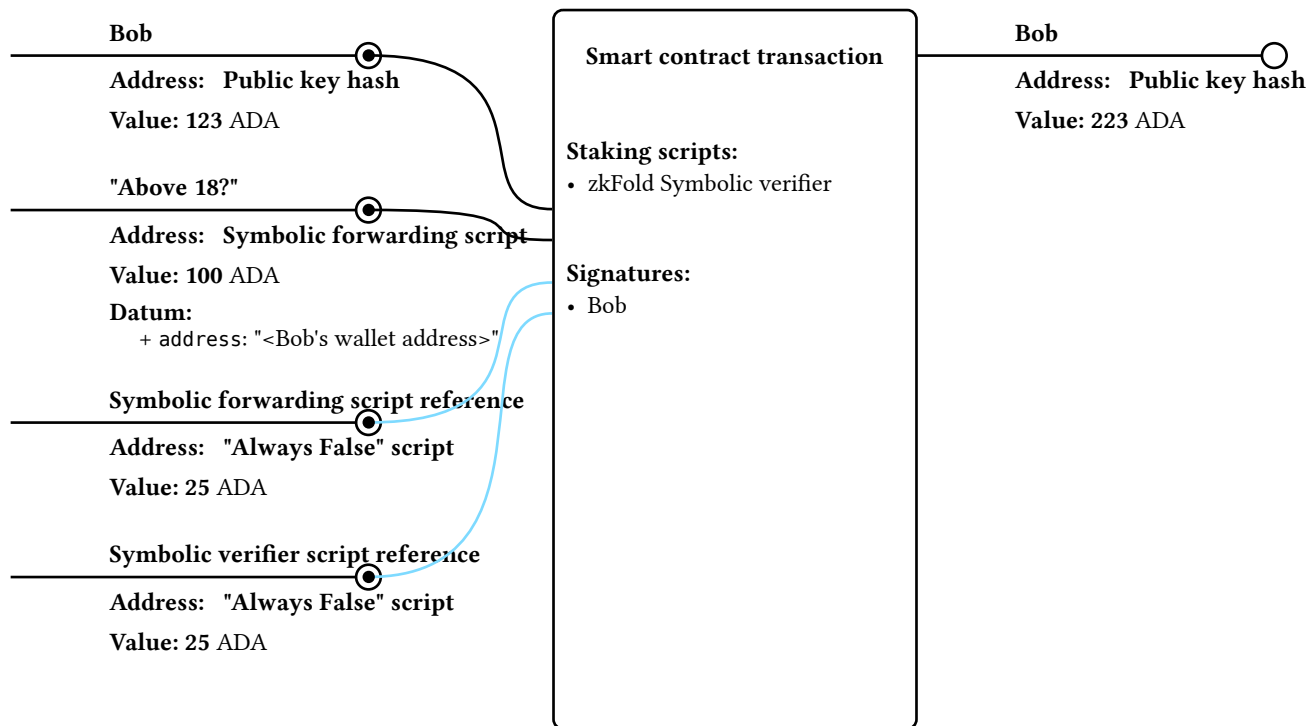 Bob
Address: Public key hash
Value: 123 ADA
"Above 18?"
Address: Symbolic forwarding script
Value: 100 ADA
Datum:
+ address: "<Bob's wallet address>"
Symbolic forwarding script reference
Address: "Always False" script
Value: 25 ADA
Symbolic verifier script reference
Address: "Always False" script
Value: 25 ADA
Smart contract transaction
Staking scripts:
• zkFold Symbolic verifier
Signatures:
• Bob
Bob
Address: Public key hash
Value: 223 ADA